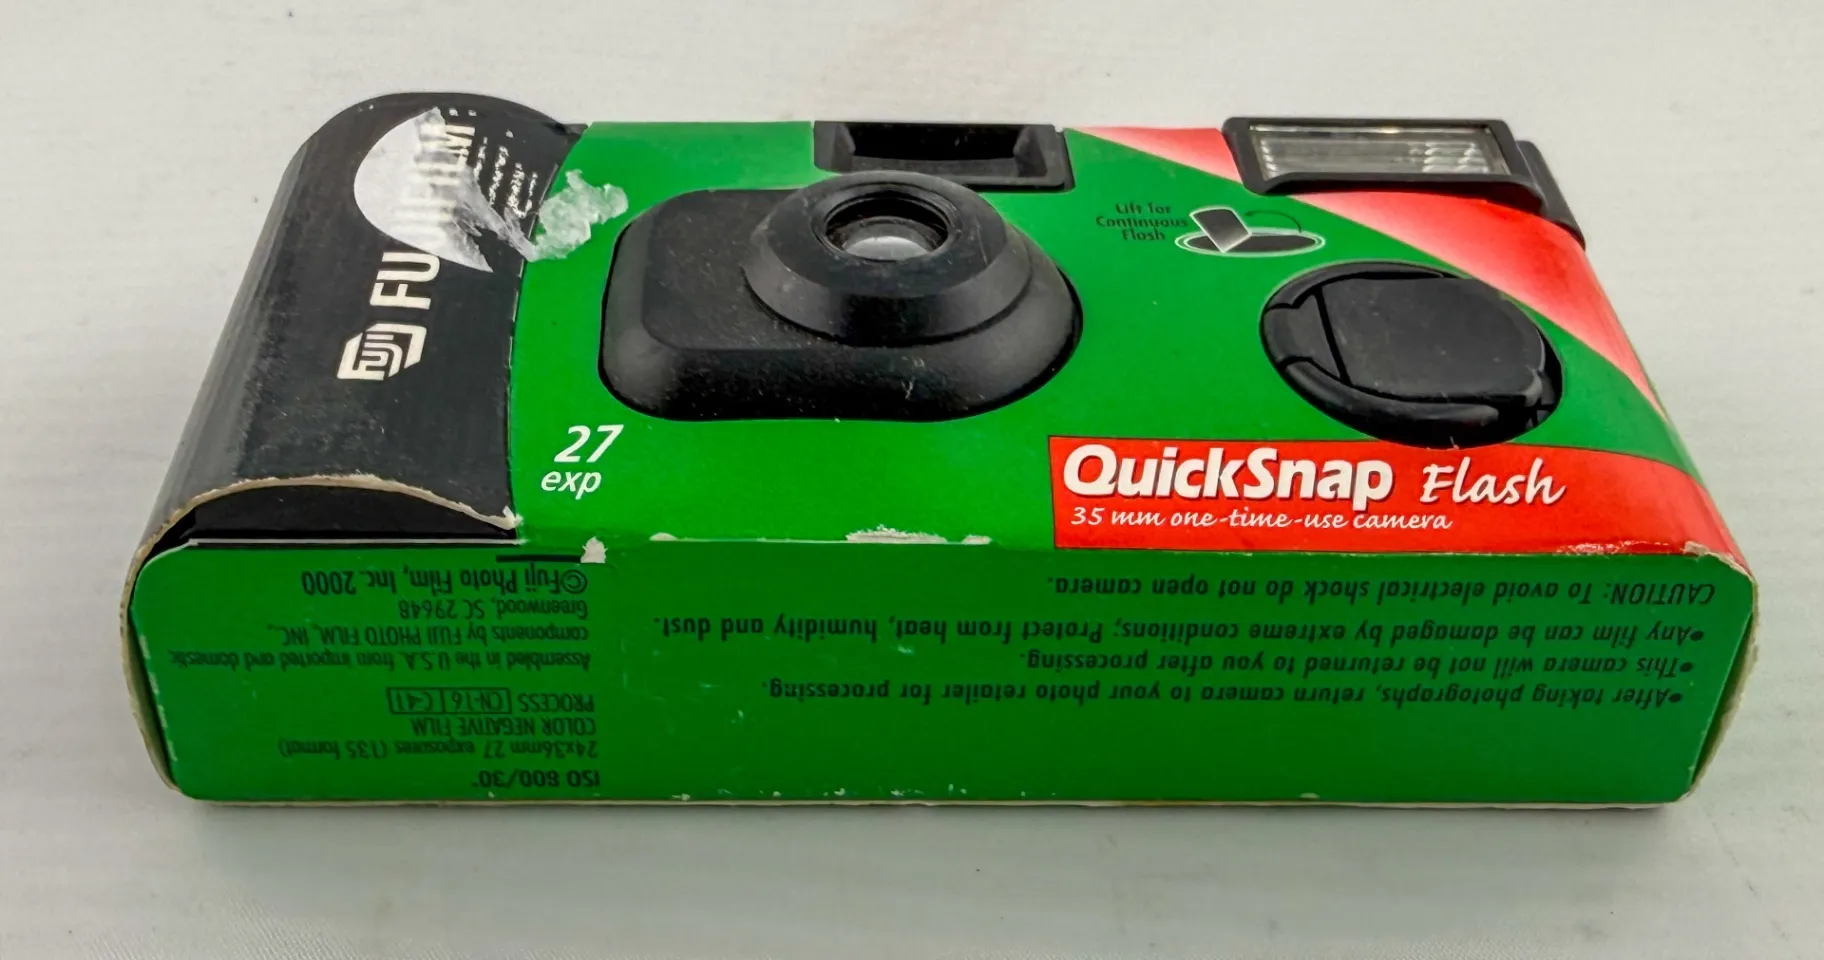 FUJI FUJIFILM
Lift for
Continuous
Flash
27
exp
QuickSnap Flash
35 mm one-time-use camera
CAUTION: To avoid electrical shock do not open camera.
•Any film can be damaged by extreme conditions; Protect from heat, humidity and dust.
•This camera will not be returned to you after processing.
•After taking photographs, return camera to your photo retailer for processing.
©Fuji Photo Film, Inc. 2000
Greenwood, SC 29648
components by FUJI PHOTO FILM, INC.,
Assembled in the U.S.A. from imported and domestic
PROCESS CN-16 C-41
COLOR NEGATIVE FILM
24x36mm 27 exposures (135 format)
ISO 800/30°